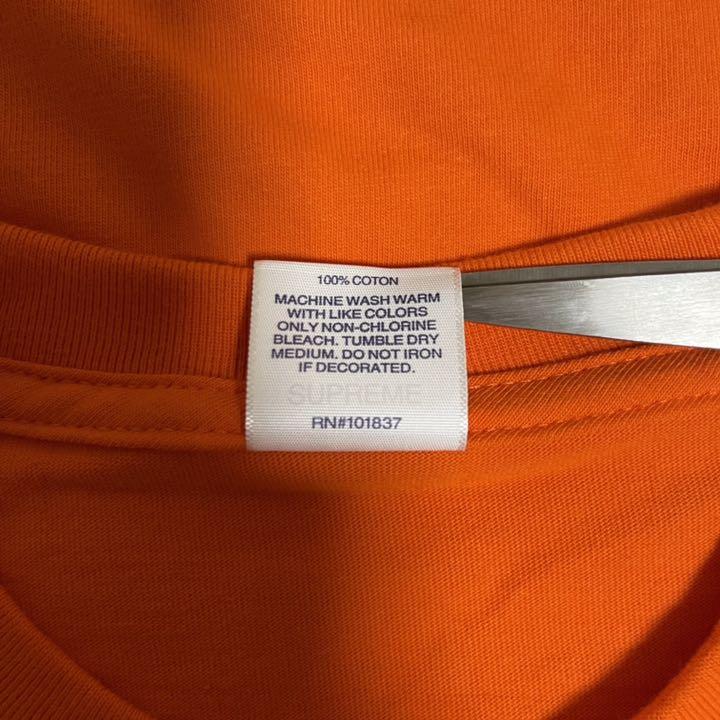 100% COTON
MACHINE WASH WARM
WITH LIKE COLORS
ONLY NON-CHLORINE
BLEACH. TUMBLE DRY
MEDIUM. DO NOT IRON
IF DECORATED.
SUPREME
RN#101837